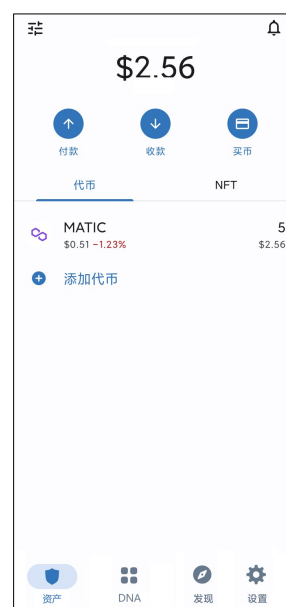 $2.56
付款 收款 买币
代币 NFT
MATIC 5
$0.51 -1.23% $2.56
添加代币
资产 DNA 发现 设置